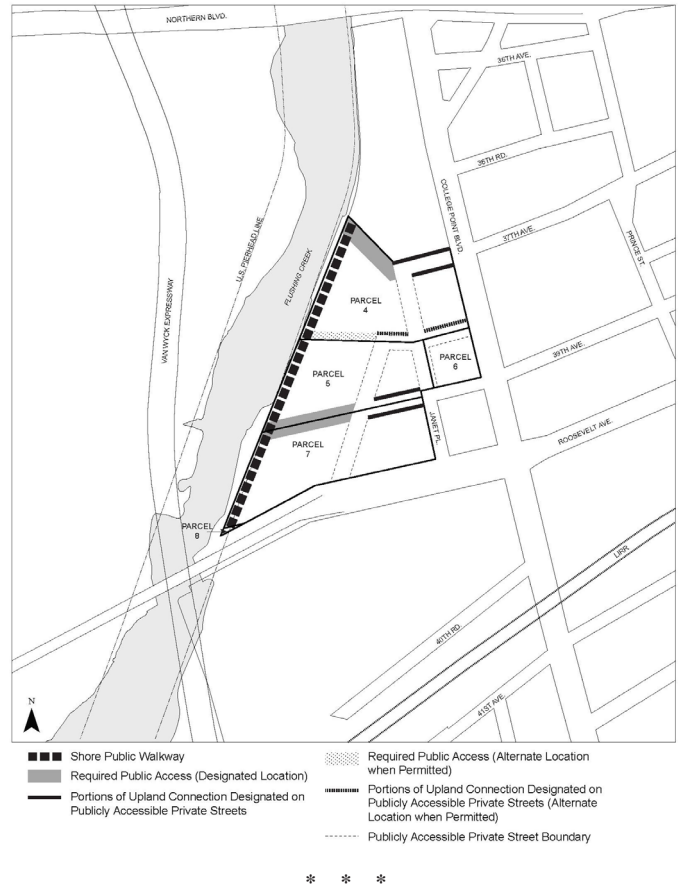 NORTHERN BLVD.
36TH AVE.
36TH RD.
COLLEGE POINT BLVD.
37TH AVE.
PRINCE ST.
U.S. PIERHEAD LINE
FLUSHING CREEK
VAN WYCK EXPRESSWAY
PARCEL
4
39TH AVE.
PARCEL
6
PARCEL
5
JANET PL.
ROOSEVELT AVE.
PARCEL
7
PARCEL
8
LIRR
40TH RD.
41ST AVE.
N
Shore Public Walkway
Required Public Access (Designated Location)
Portions of Upland Connection Designated on
Publicly Accessible Private Streets
Required Public Access (Alternate Location
when Permitted)
Portions of Upland Connection Designated on
Publicly Accessible Private Streets (Alternate
Location when Permitted)
Publicly Accessible Private Street Boundary
* * *